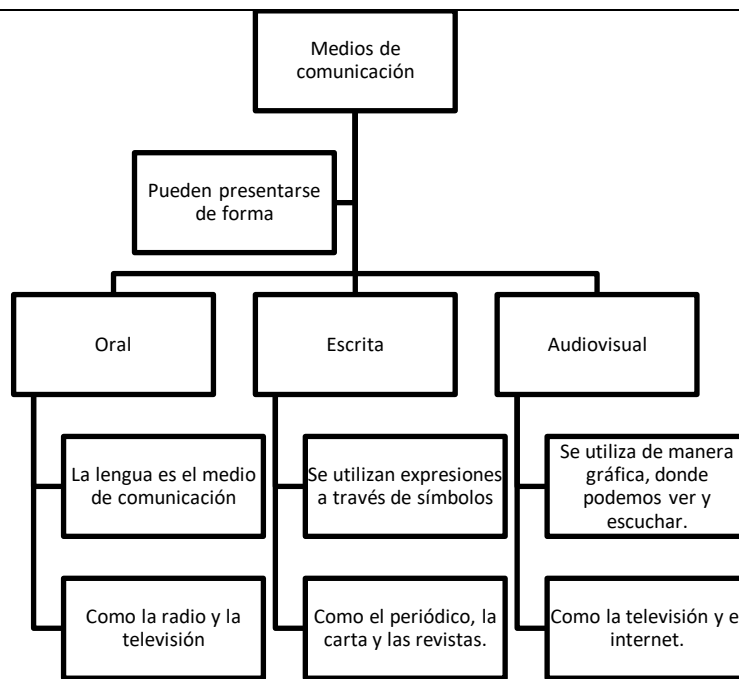 Medios de
comunicación
Pueden presentarse
de forma
Oral
Escrita
Audiovisual
La lengua es el medio
de comunicación
Se utilizan expresiones
a través de símbolos
Se utiliza de manera
gráfica, donde
podemos ver y
escuchar.
Como la radio y la
televisión
Como el periódico, la
carta y las revistas.
Como la televisión y e
internet.